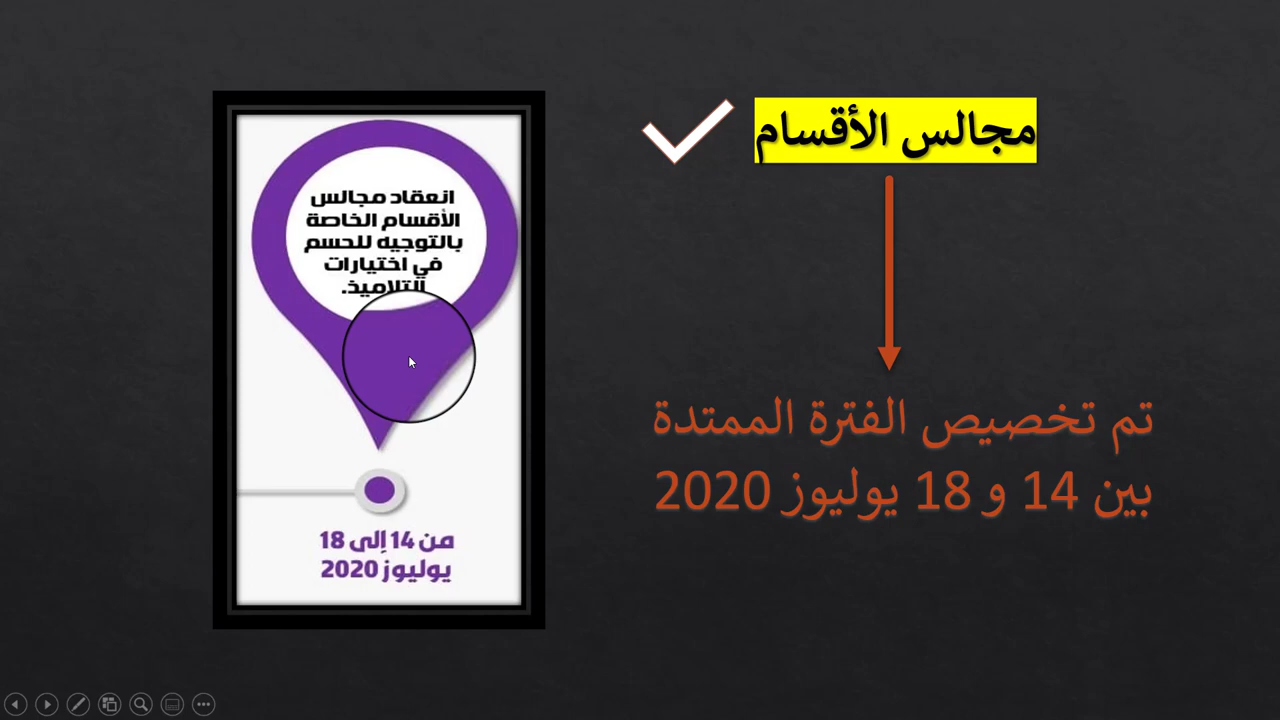 مجالس الأقسام
تم تخصيص الفترة الممتدة
بين 14 و 18 يوليوز 2020
انعقاد مجالس
الأقسام الخاصة
بالتوجيه للحسم
في اختيارات
التلاميذ.
من 14 إلى 18
يوليوز 2020